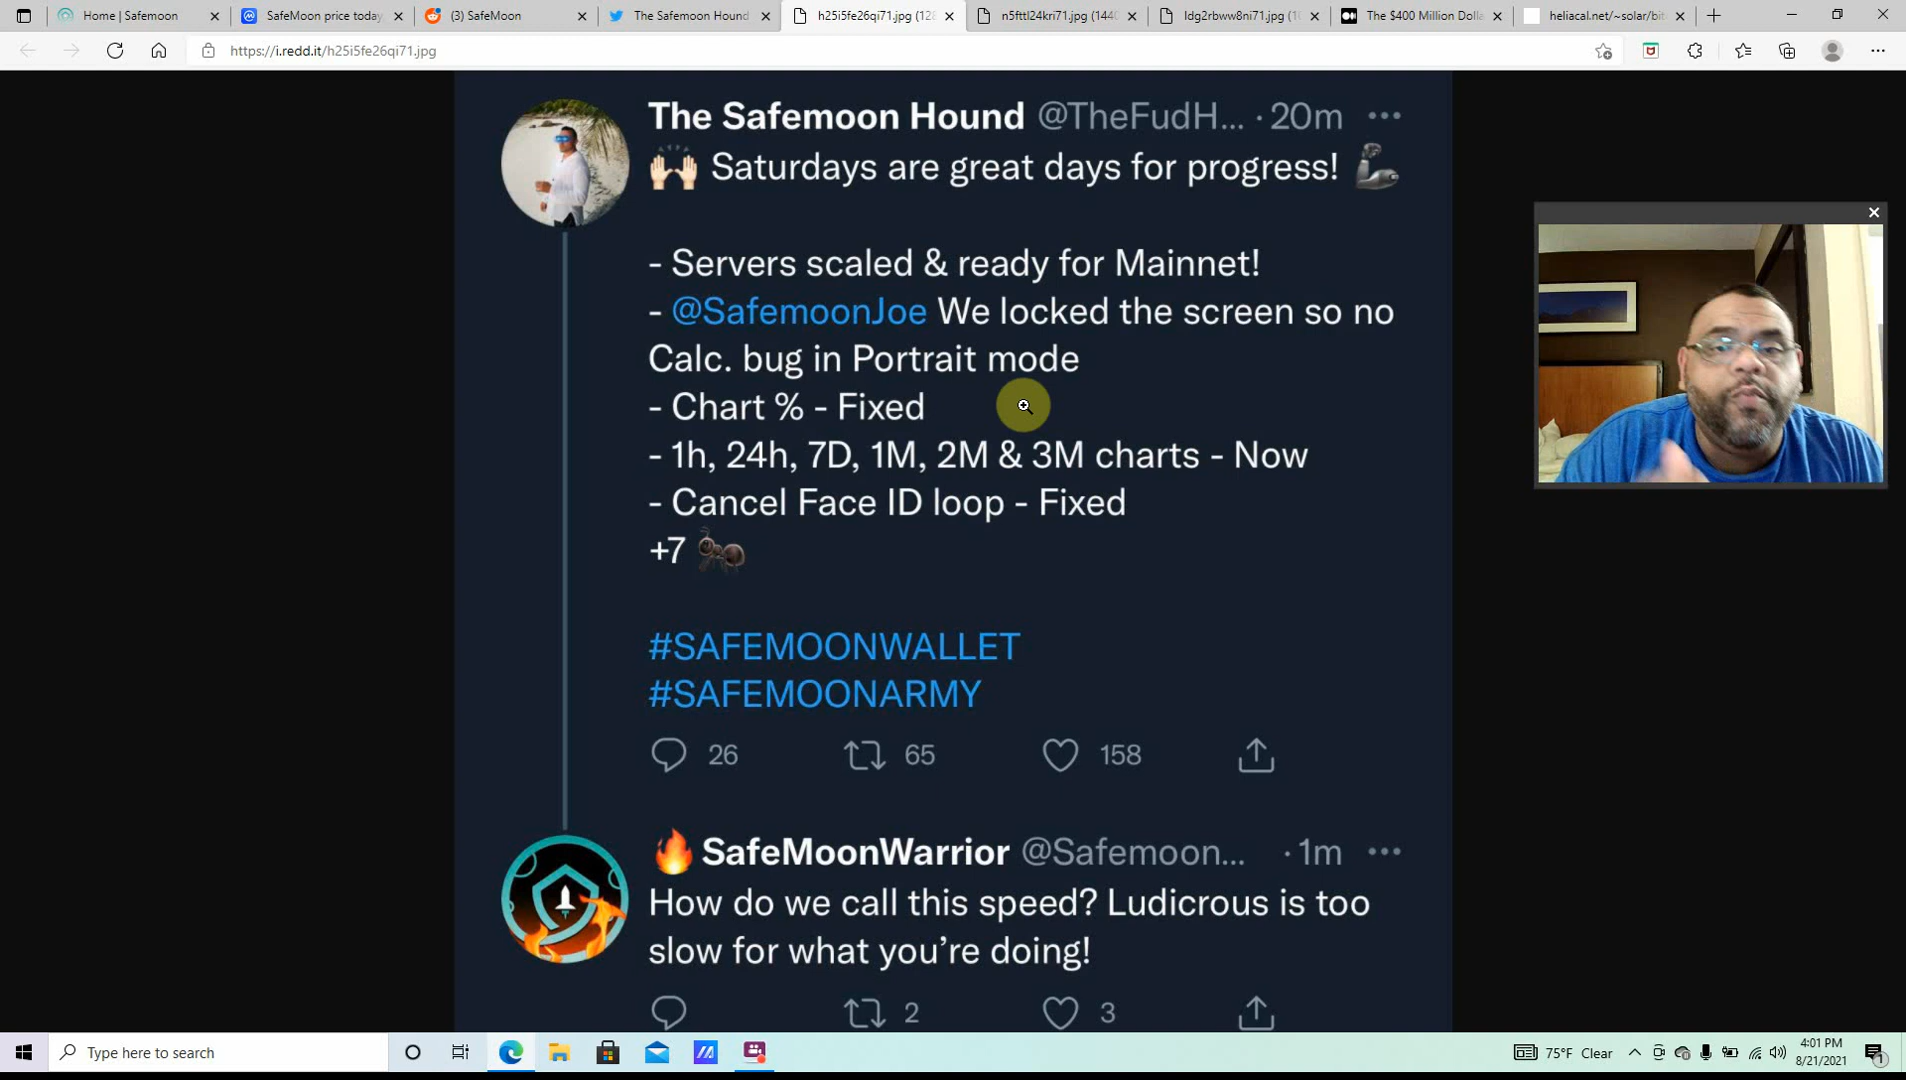 Home | Safemoon
SafeMoon price today
(3) SafeMoon
The Safemoon Hound
h25i5fe26qi71.jpg (128
n5fttl24kri71.jpg (1440
ldg2rbww8ni71.jpg (10
The $400 Million Dolla
heliacal.net/~solar/bit
https://i.redd.it/h25i5fe26qi71.jpg
The Safemoon Hound @TheFudH... · 20m
🙌🏻 Saturdays are great days for progress! 🦾
- Servers scaled & ready for Mainnet!
- @SafemoonJoe We locked the screen so no
Calc. bug in Portrait mode
- Chart % - Fixed
- 1h, 24h, 7D, 1M, 2M & 3M charts - Now
- Cancel Face ID loop - Fixed
+7 🐜
#SAFEMOONWALLET
#SAFEMOONARMY
26 65 158
🔥 SafeMoonWarrior @Safemoon... · 1m
How do we call this speed? Ludicrous is too
slow for what you’re doing!
2 3
Type here to search
75°F Clear
4:01 PM
8/21/2021
1